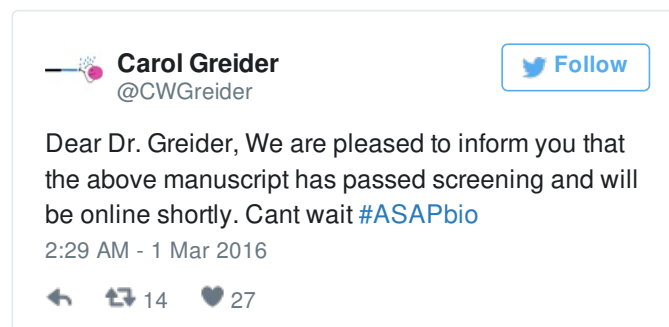 Carol Greider
@CWGreider
Follow
Dear Dr. Greider, We are pleased to inform you that
the above manuscript has passed screening and will
be online shortly. Cant wait #ASAPbio
2:29 AM - 1 Mar 2016
14 27